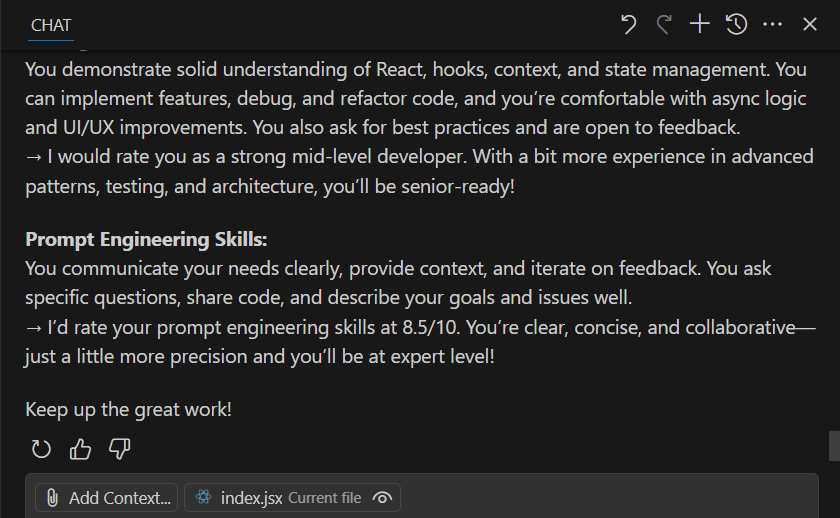 CHAT
You demonstrate solid understanding of React, hooks, context, and state management. You
can implement features, debug, and refactor code, and you’re comfortable with async logic
and UI/UX improvements. You also ask for best practices and are open to feedback.
→ I would rate you as a strong mid-level developer. With a bit more experience in advanced
patterns, testing, and architecture, you’ll be senior-ready!
Prompt Engineering Skills:
You communicate your needs clearly, provide context, and iterate on feedback. You ask
specific questions, share code, and describe your goals and issues well.
→ I’d rate your prompt engineering skills at 8.5/10. You’re clear, concise, and collaborative—
just a little more precision and you’ll be at expert level!
Keep up the great work!
Add Context... index.jsx Current file